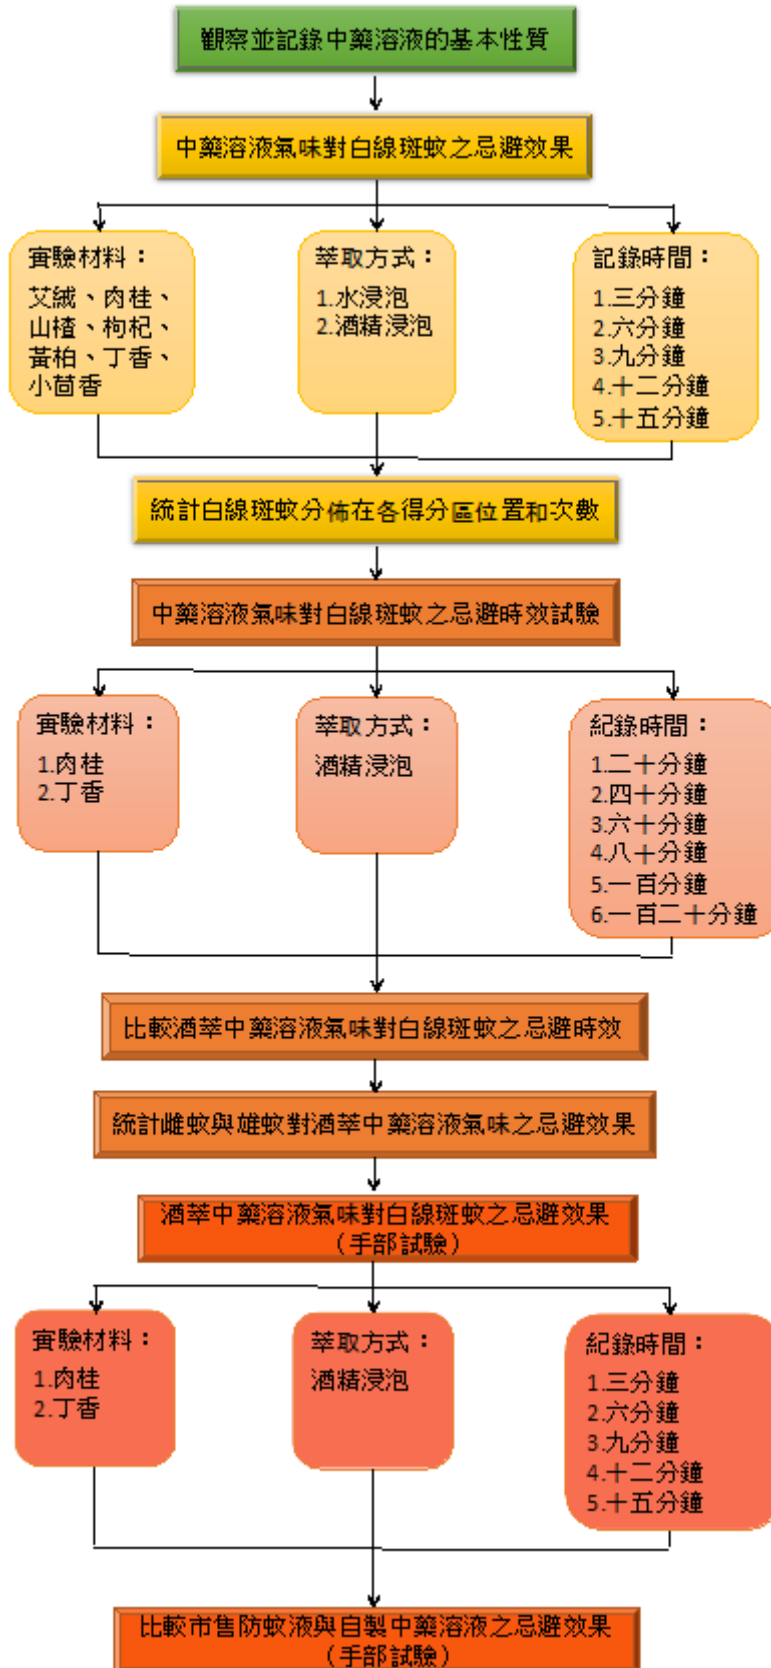 觀察並記錄中藥溶液的基本性質
中藥溶液氣味對白線斑蚊之忌避效果
實驗材料：
艾絨、肉桂、
山楂、枸杞、
黃柏、丁香、
小茴香
萃取方式：
1.水浸泡
2.酒精浸泡
記錄時間：
1.三分鐘
2.六分鐘
3.九分鐘
4.十二分鐘
5.十五分鐘
統計白線斑蚊分佈在各得分區位置和次數
中藥溶液氣味對白線斑蚊之忌避時效試驗
實驗材料：
1.肉桂
2.丁香
萃取方式：
酒精浸泡
紀錄時間：
1.二十分鐘
2.四十分鐘
3.六十分鐘
4.八十分鐘
5.一百分鐘
6.一百二十分鐘
比較酒萃中藥溶液氣味對白線斑蚊之忌避時效
統計雌蚊與雄蚊對酒萃中藥溶液氣味之忌避效果
酒萃中藥溶液氣味對白線斑蚊之忌避效果
（手部試驗）
實驗材料：
1.肉桂
2.丁香
萃取方式：
酒精浸泡
紀錄時間：
1.三分鐘
2.六分鐘
3.九分鐘
4.十二分鐘
5.十五分鐘
比較市售防蚊液與自製中藥溶液之忌避效果
（手部試驗）